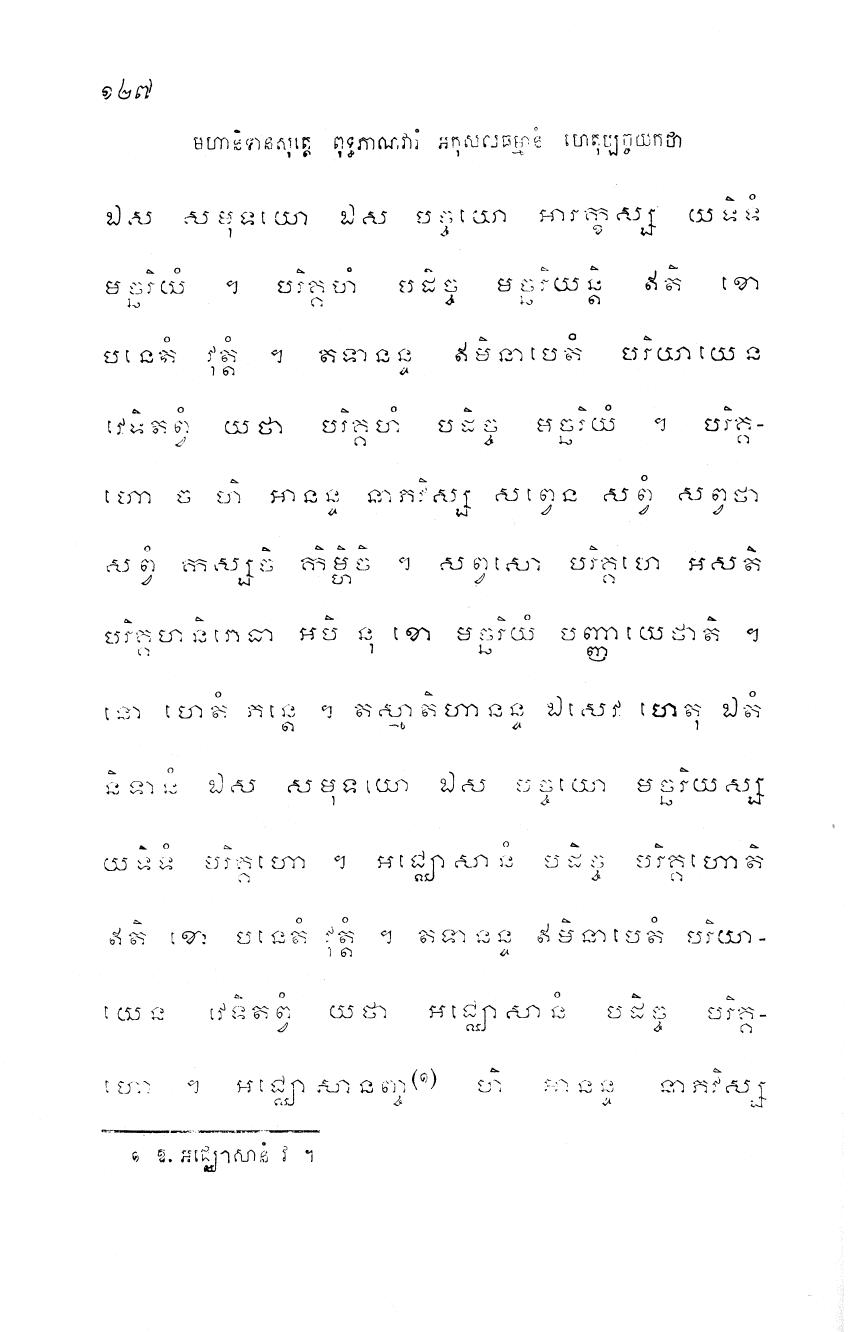 ១២៧
មហានិទានសុត្តេ ពុទ្ធភាណវារំ អកុសលធម្មានំ ហេតុប្បច្ចយកថា
ឯស សមុទយោ ឯស បច្ចយោ អារក្ខស្ស យទិទំ
មច្ឆរិយំ ។ បរិគ្គហំ បដិច្ច មច្ឆរិយន្តិ ឥតិ ខោ
បនេតំ វុត្តំ ។ តទានន្ទ ឥមិនាបេតំ បរិយាយេន
វេទិតព្វំ យថា បរិគ្គហំ បដិច្ច មច្ឆរិយំ ។ បរិគ្គ-
ហោ ច ហិ អានន្ទ នាភវិស្ស សព្វេន សព្វំ សព្វថា
សព្វំ កស្សចិ កិម្ហិចិ ។ សព្វសោ បរិគ្គហេ អសតិ
បរិគ្គហនិរោធា អបិ នុ ខោ មច្ឆរិយំ បញ្ញាយេថាតិ ។
នោ ហេតំ ភន្តេ ។ តស្មាតិហានន្ទ ឯសេវ ហេតុ ឯតំ
និទានំ ឯស សមុទយោ ឯស បច្ចយោ មច្ឆរិយស្ស
យទិទំ បរិគ្គហោ ។ អជ្ឈោសានំ បដិច្ច បរិគ្គហោតិ
ឥតិ ខោ បនេតំ វុត្តំ ។ តទានន្ទ ឥមិនាបេតំ បរិយា-
យេន វេទិតព្វំ យថា អជ្ឈោសានំ បដិច្ច បរិគ្គ-
ហោ ។ អជ្ឈោសានញ្ច(១) ហិ អានន្ទ នាភវិស្ស
១ ឱ. អជ្ឈោសានំ វ ។